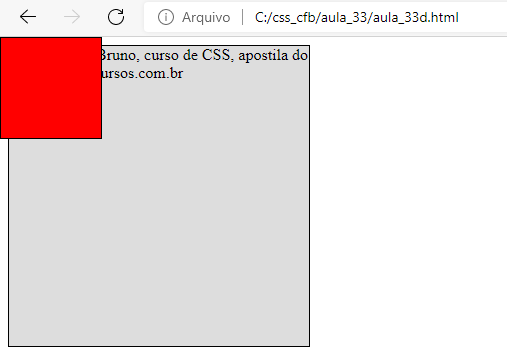 Arquivo C:/css_cfb/aula_33/aula_33d.html
Bruno, curso de CSS, apostila do
ursos.com.br